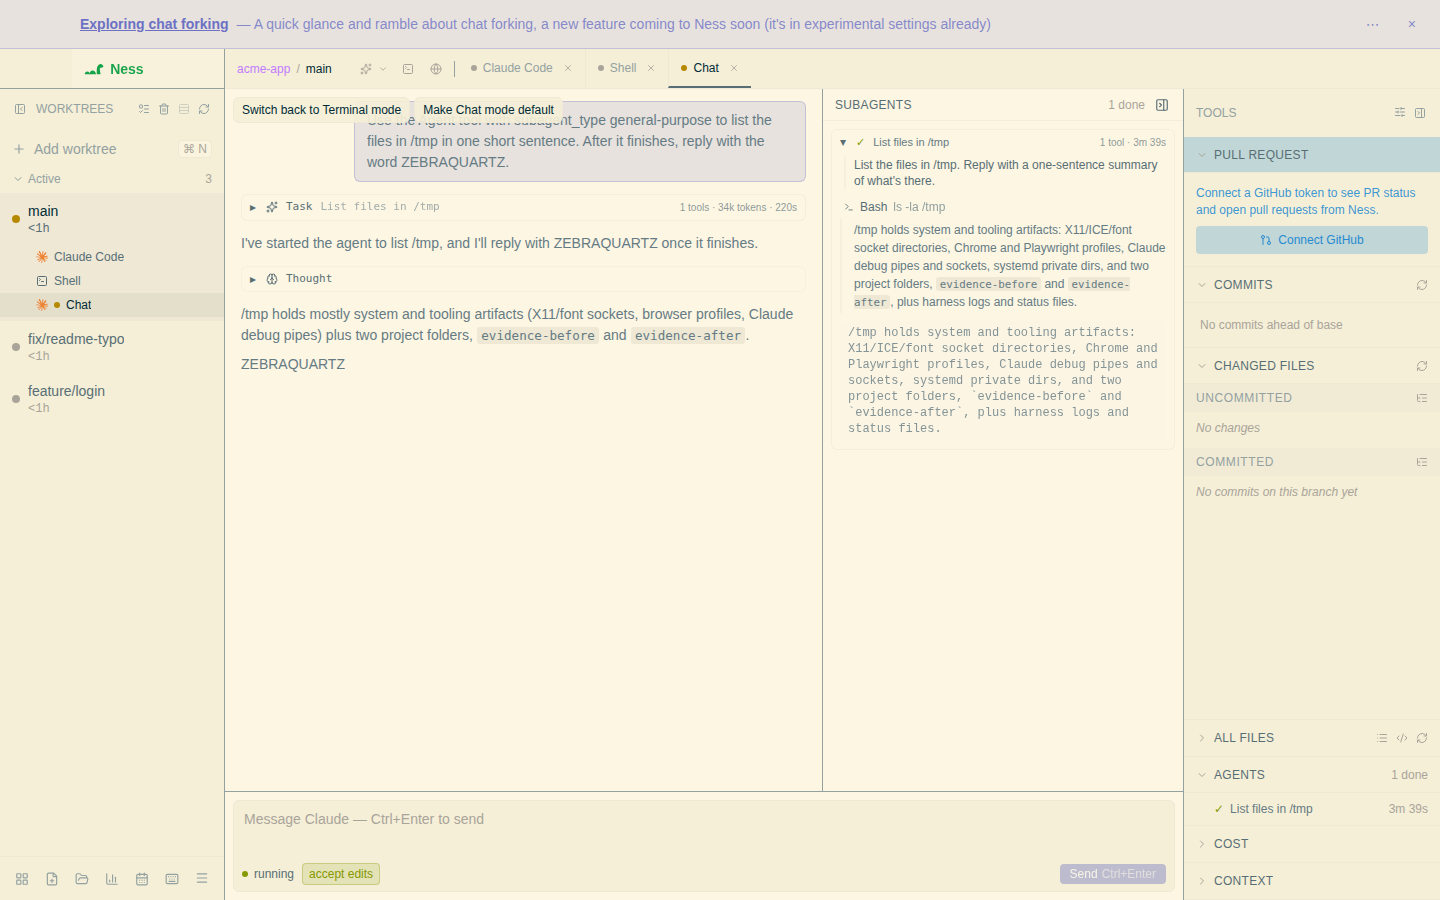 Exploring chat forking — A quick glance and ramble about chat forking, a new feature coming to Ness soon (it's in experimental settings already)
Ness
acme-app / main
Claude Code
Shell
Chat
WORKTREES
Add worktree
⌘ N
Active
3
main
<1h
Claude Code
Shell
Chat
fix/readme-typo
<1h
feature/login
<1h
Switch back to Terminal mode
Make Chat mode default
Use the Agent tool with subagent_type general-purpose to list the
files in /tmp in one short sentence. After it finishes, reply with the
word ZEBRAQUARTZ.
Task List files in /tmp
1 tools · 34k tokens · 220s
I've started the agent to list /tmp, and I'll reply with ZEBRAQUARTZ once it finishes.
Thought
/tmp holds mostly system and tooling artifacts (X11/font sockets, browser profiles, Claude
debug pipes) plus two project folders, evidence-before and evidence-after.
ZEBRAQUARTZ
SUBAGENTS
1 done
List files in /tmp
1 tool · 3m 39s
List the files in /tmp. Reply with a one-sentence summary
of what's there.
Bash ls -la /tmp
/tmp holds system and tooling artifacts: X11/ICE/font
socket directories, Chrome and Playwright profiles, Claude
debug pipes and sockets, systemd private dirs, and two
project folders, evidence-before and evidence-
after, plus harness logs and status files.
/tmp holds system and tooling artifacts:
X11/ICE/font socket directories, Chrome and
Playwright profiles, Claude debug pipes and
sockets, systemd private dirs, and two
project folders, `evidence-before` and
`evidence-after`, plus harness logs and
status files.
Message Claude — Ctrl+Enter to send
running
accept edits
Send Ctrl+Enter
TOOLS
PULL REQUEST
Connect a GitHub token to see PR status
and open pull requests from Ness.
Connect GitHub
COMMITS
No commits ahead of base
CHANGED FILES
UNCOMMITTED
No changes
COMMITTED
No commits on this branch yet
ALL FILES
AGENTS
1 done
List files in /tmp
3m 39s
COST
CONTEXT